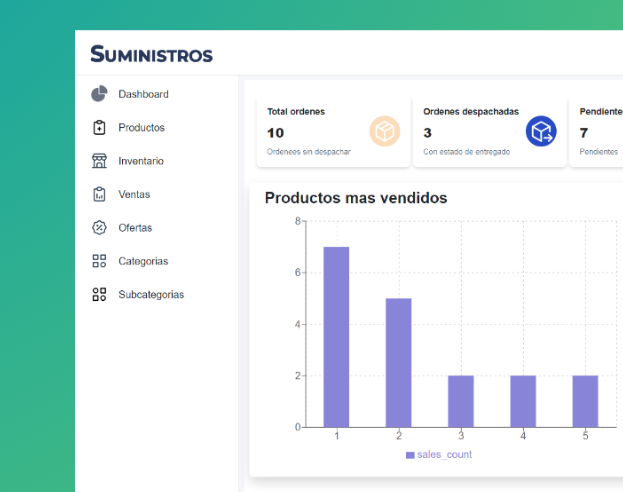 SUMINISTROS
Dashboard
Productos
Inventario
Ventas
Ofertas
Categorias
Subcategorias
Total ordenes
10
Ordenees sin despachar
Ordenes despachadas
3
Con estado de entregado
Pendiente
7
Pendientes
Productos mas vendidos
8
6
4
2
0
1 2 3 4 5
sales_count